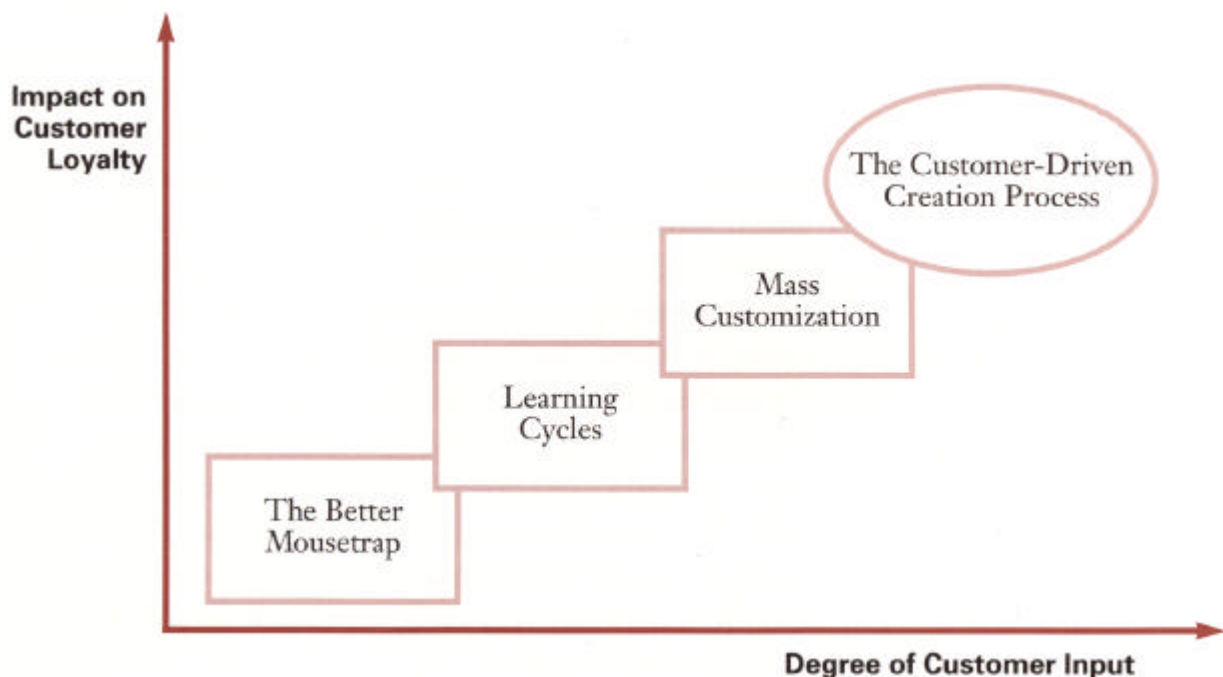 Impact on
Customer
Loyalty
The Customer-Driven
Creation Process
Mass
Customization
Learning
Cycles
The Better
Mousetrap
Degree of Customer Input